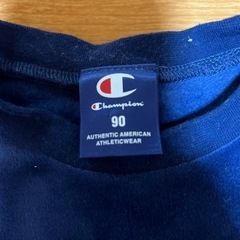 Champion
90
AUTHENTIC AMERICAN
ATHLETICWEAR